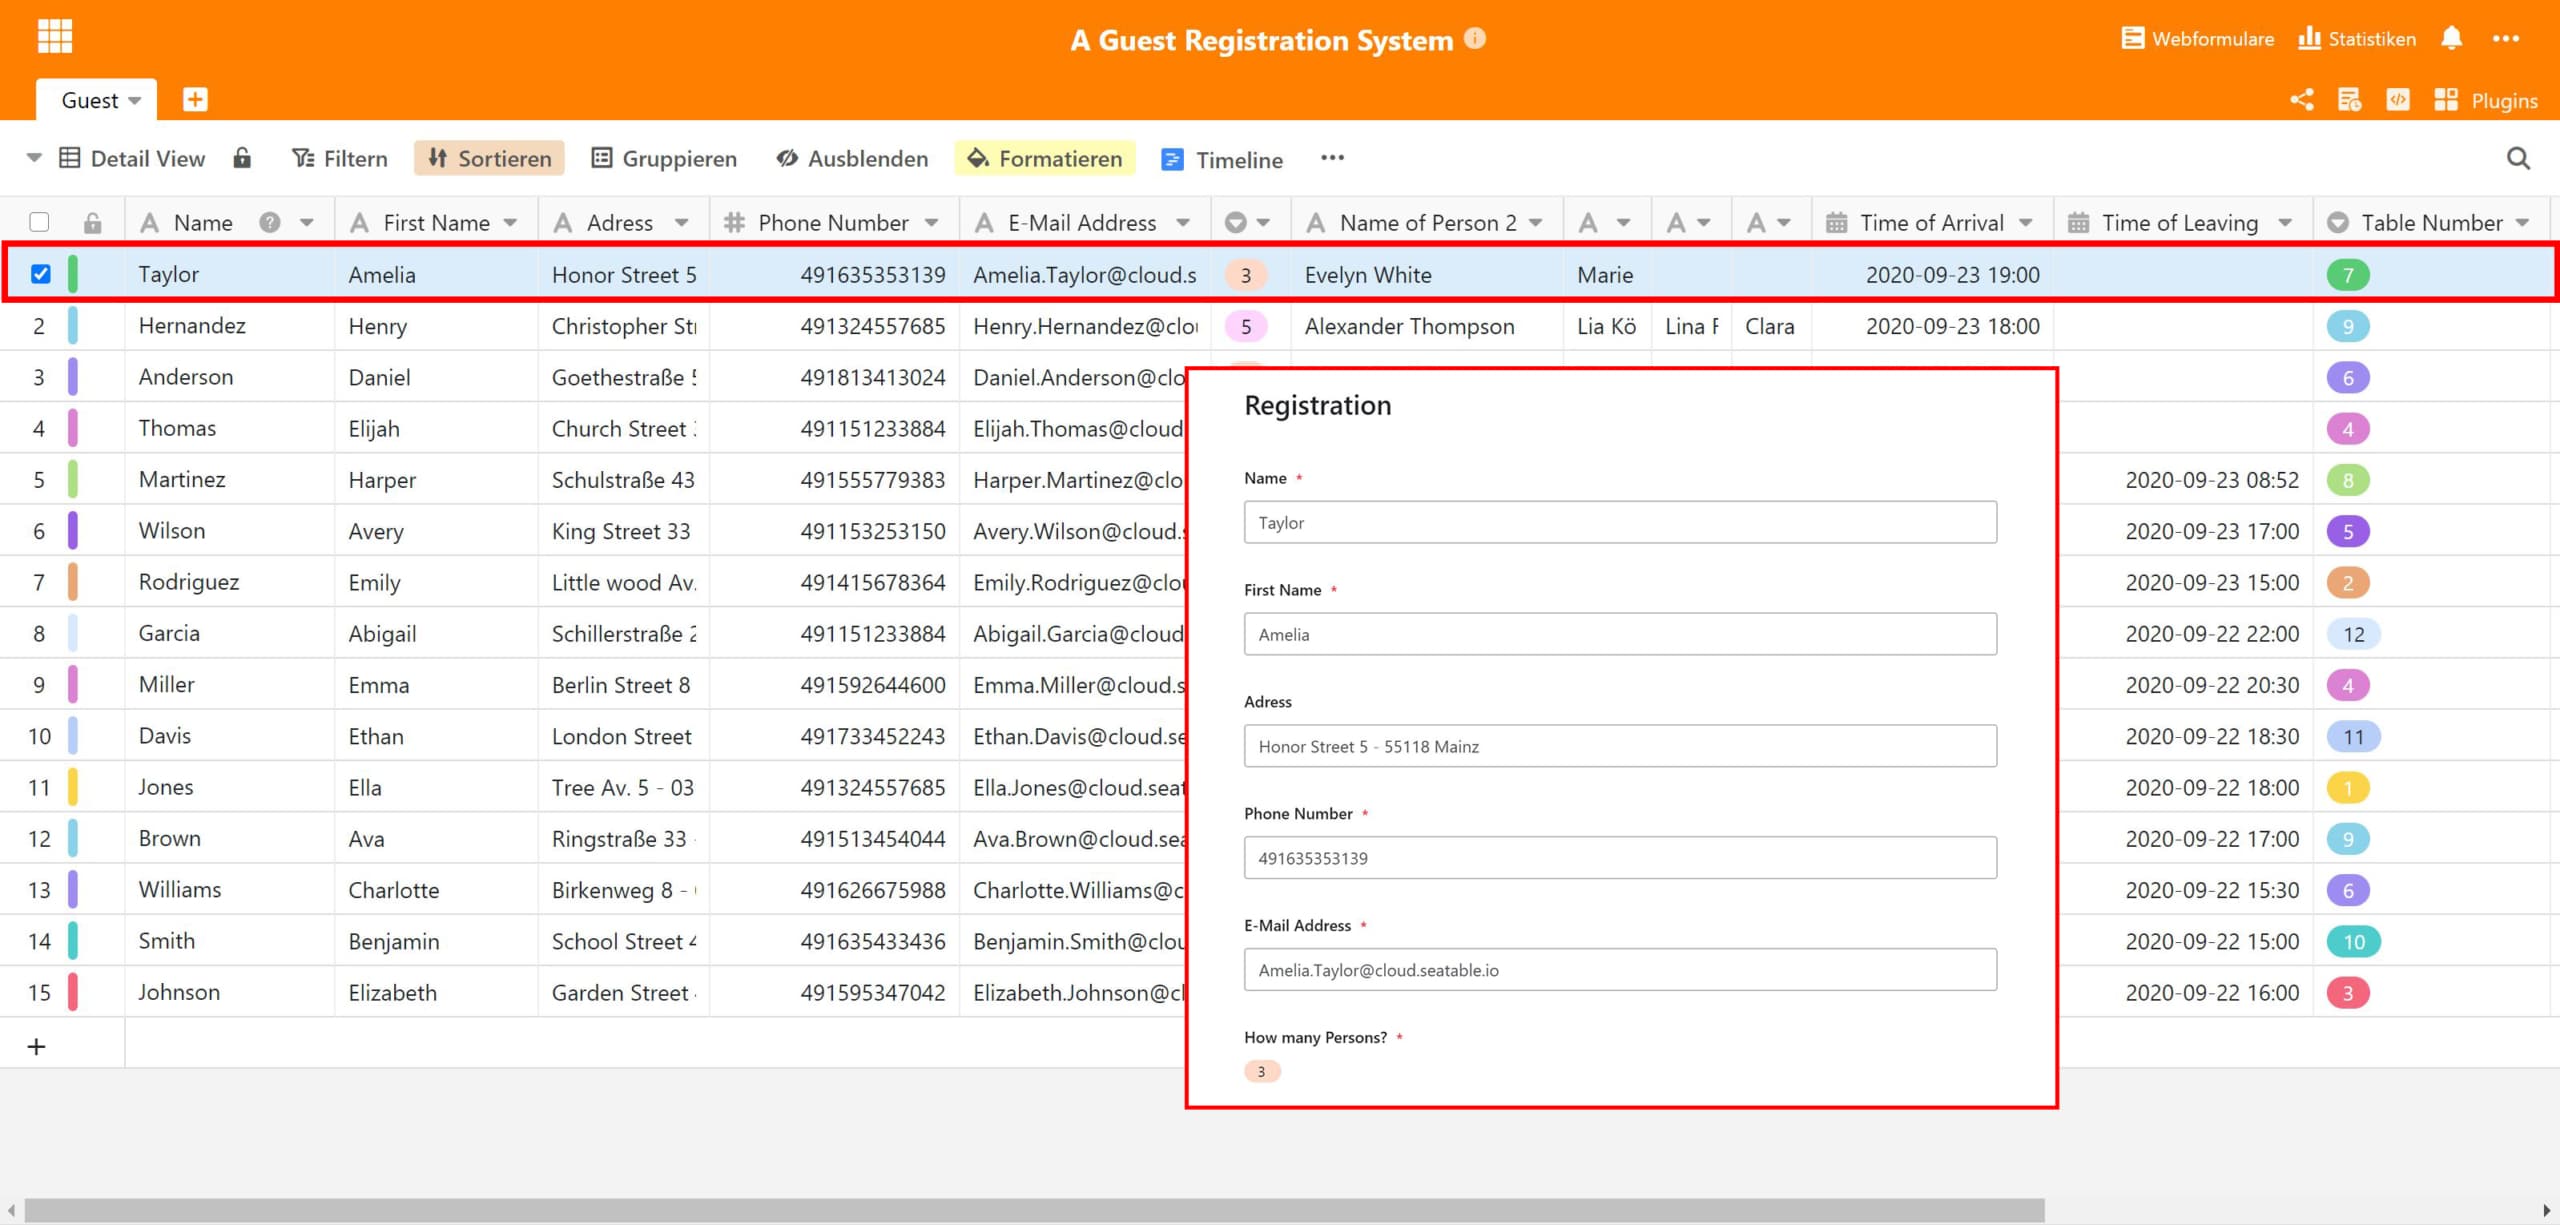 A Guest Registration System
Webformulare Statistiken
Guest
Plugins
Detail View Filtern Sortieren Gruppieren Ausblenden Formatieren Timeline
Name First Name Adress Phone Number E-Mail Address Name of Person 2 Time of Arrival Time of Leaving Table Number
Taylor Amelia Honor Street 5 491635353139 Amelia.Taylor@cloud.s 3 Evelyn White Marie 2020-09-23 19:00 7
2 Hernandez Henry Christopher 491324557685 Henry.Hernandez@clo 5 Alexander Thompson Lia Kö Lina Clara 2020-09-23 18:00 9
3 Anderson Daniel Goethestraße 491813413024 Daniel.Anderson@clo 6
4 Thomas Elijah Church Street 491151233884 Elijah.Thomas@cloud 4
5 Martinez Harper Schulstraße 43 491555779383 Harper.Martinez@clo 2020-09-23 08:52 8
6 Wilson Avery King Street 33 491153253150 Avery.Wilson@cloud. 2020-09-23 17:00 5
7 Rodriguez Emily Little wood Av. 491415678364 Emily.Rodriguez@clo 2020-09-23 15:00 2
8 Garcia Abigail Schillerstraße 491151233884 Abigail.Garcia@cloud 2020-09-22 22:00 12
9 Miller Emma Berlin Street 8 491592644600 Emma.Miller@cloud.s 2020-09-22 20:30 4
10 Davis Ethan London Street 491733452243 Ethan.Davis@cloud.se 2020-09-22 18:30 11
11 Jones Ella Tree Av. 5 - 03 491324557685 Ella.Jones@cloud.seat 2020-09-22 18:00 1
12 Brown Ava Ringstraße 33 491513454044 Ava.Brown@cloud.sea 2020-09-22 17:00 9
13 Williams Charlotte Birkenweg 8 - 491626675988 Charlotte.Williams@c 2020-09-22 15:30 6
14 Smith Benjamin School Street 491635433436 Benjamin.Smith@clou 2020-09-22 15:00 10
15 Johnson Elizabeth Garden Street 491595347042 Elizabeth.Johnson@cl 2020-09-22 16:00 3
Registration
Name *
Taylor
First Name *
Amelia
Adress
Honor Street 5 - 55118 Mainz
Phone Number *
491635353139
E-Mail Address *
Amelia.Taylor@cloud.seatable.io
How many Persons? *
3